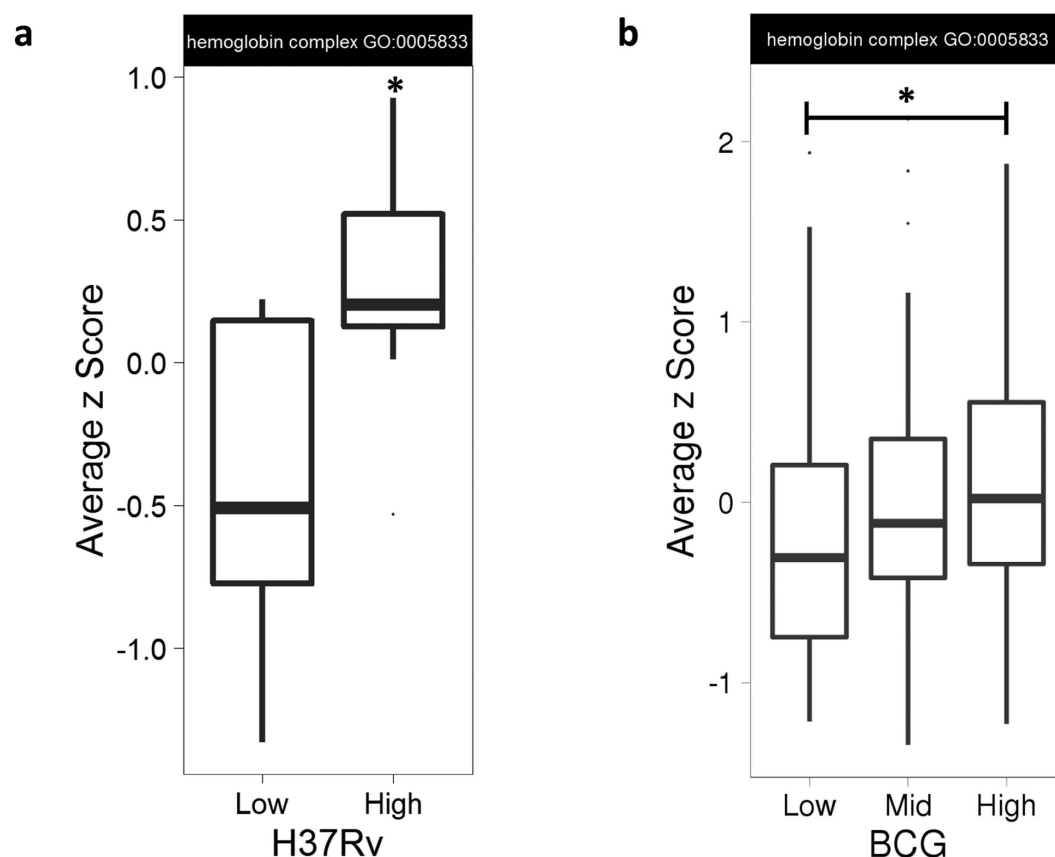 a
hemoglobin complex GO:0005833
*
1.0
0.5
0.0
-0.5
-1.0
Average z Score
Low High
H37Rv
b
hemoglobin complex GO:0005833
*
2
1
0
-1
Average z Score
Low Mid High
BCG